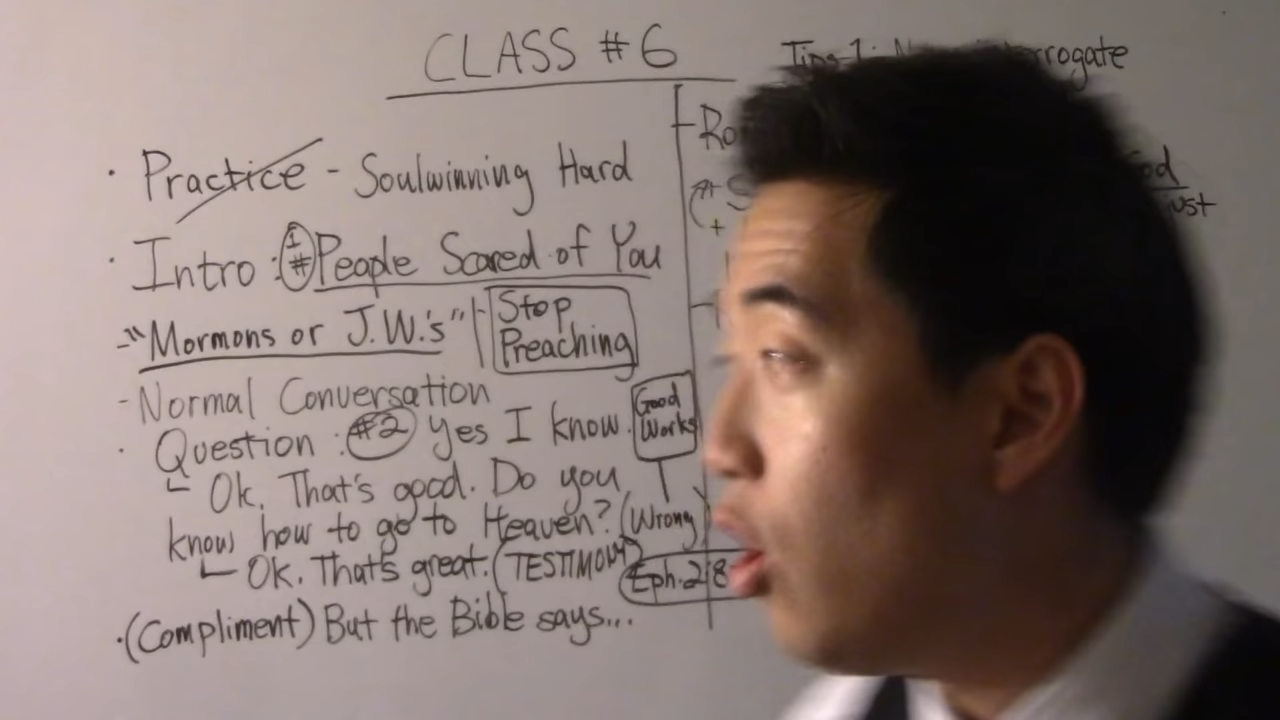 CLASS # 6
· Practice - Soulwinning Hard
· Intro : #1 People Scared of You
- "Mormons or J.W.'s" Stop Preaching
- Normal Conversation
· Question : #2 Yes I know. Good Works
Ok. That's good. Do you
know how to go to Heaven? (Wrong)
Ok. That's great. (TESTIMONY) Eph. 2:8
· (Compliment) But the Bible says...
Tips 1:
just